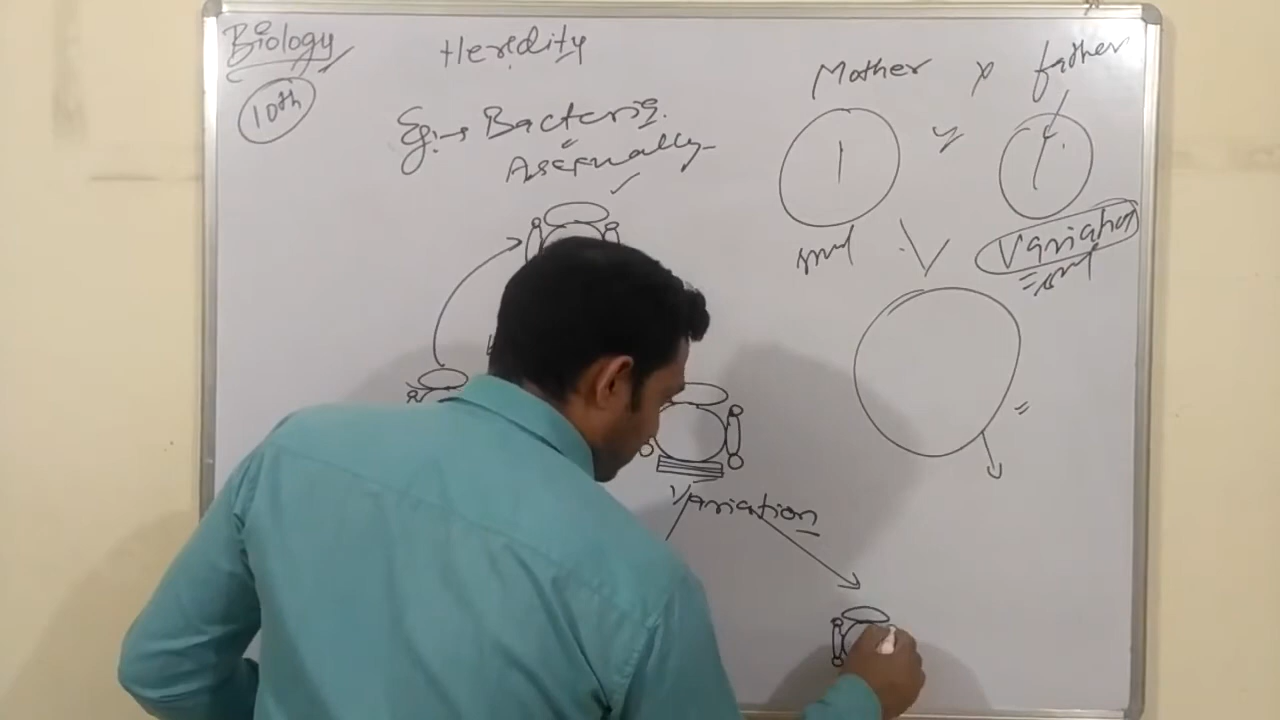 Biology
10th
Heredity
Eg:→ Bacteria
Asexually
Mother x father
Variation
Variation